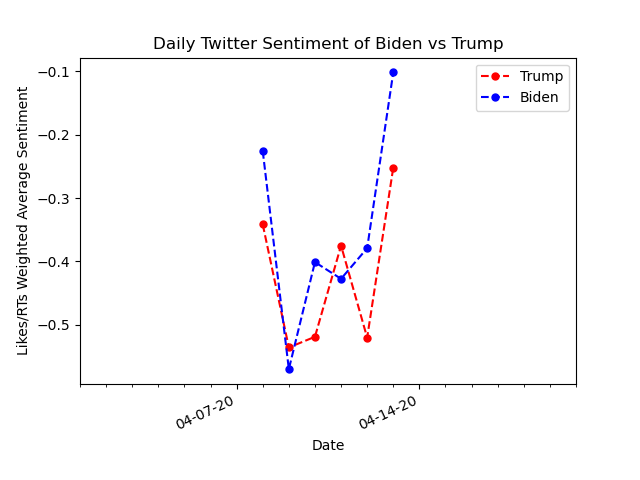 Daily Twitter Sentiment of Biden vs Trump
Trump
Biden
Likes/RTs Weighted Average Sentiment
−0.1
−0.2
−0.3
−0.4
−0.5
04-07-20
04-14-20
Date